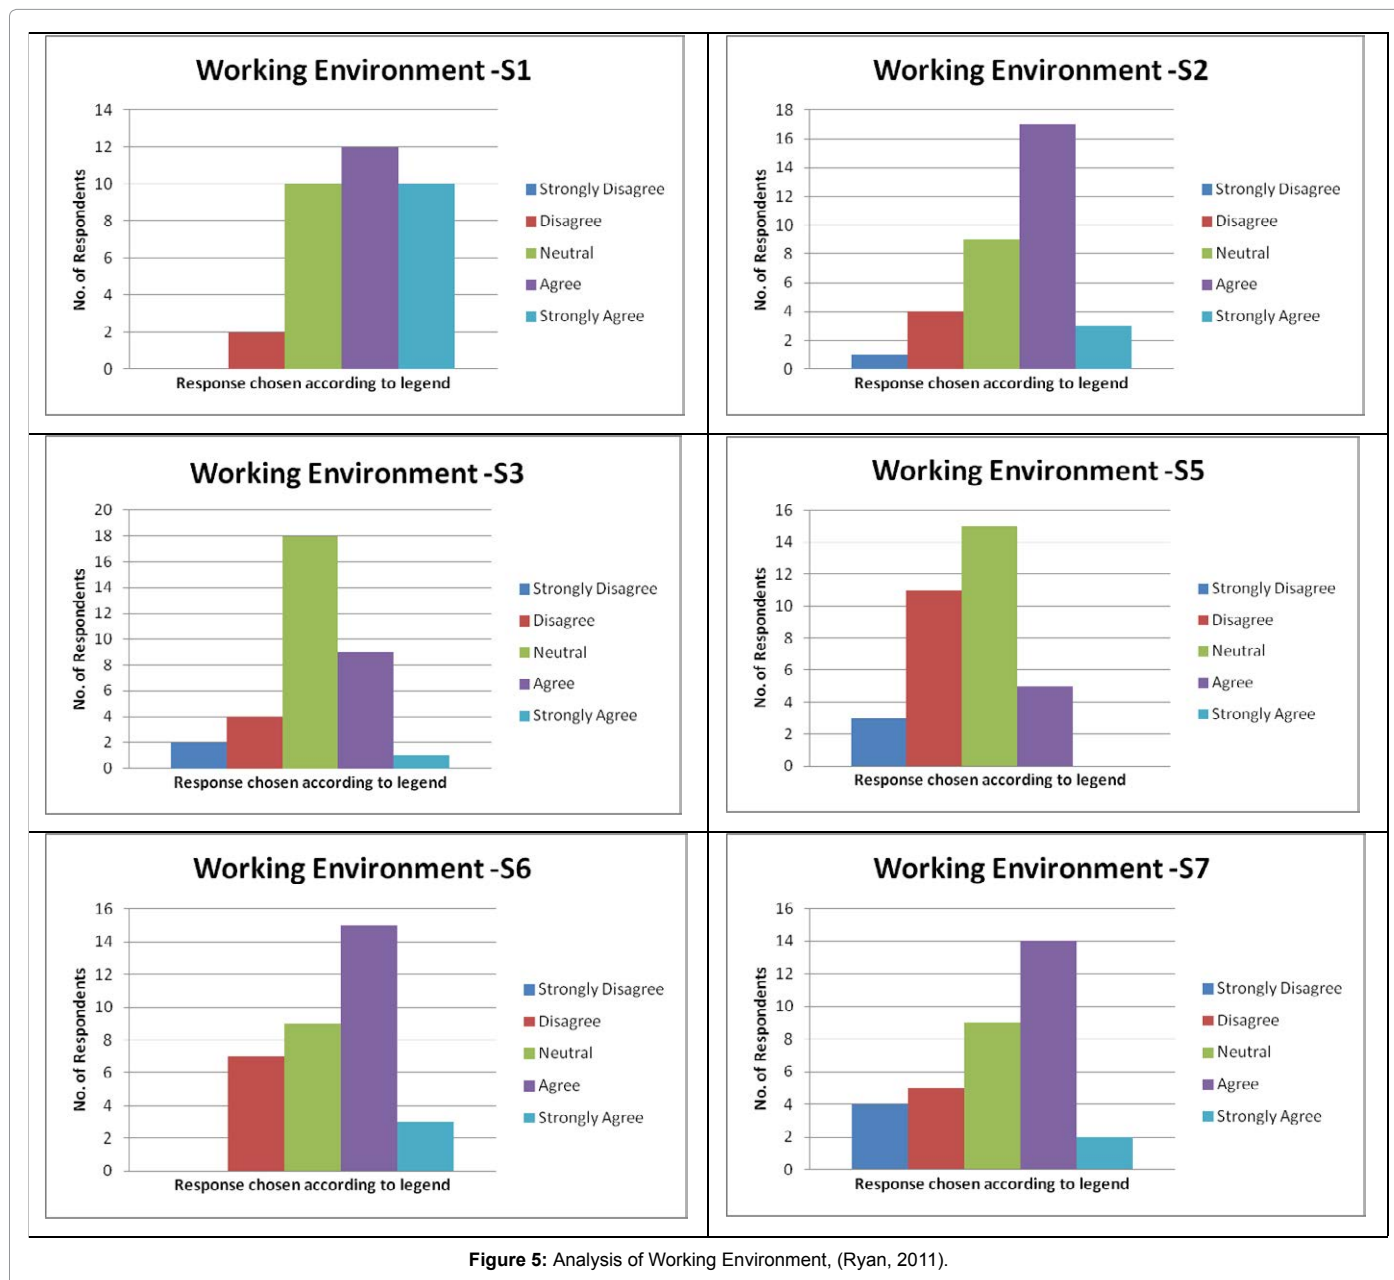 Working Environment -S1
14
12
10
8
6
4
2
0
No. of Respondents
Response chosen according to legend
Strongly Disagree
Disagree
Neutral
Agree
Strongly Agree
Working Environment -S2
18
16
14
12
10
8
6
4
2
0
No. of Respondents
Response chosen according to legend
Strongly Disagree
Disagree
Neutral
Agree
Strongly Agree
Working Environment -S3
20
18
16
14
12
10
8
6
4
2
0
No. of Respondents
Response chosen according to legend
Strongly Disagree
Disagree
Neutral
Agree
Strongly Agree
Working Environment -S5
16
14
12
10
8
6
4
2
0
No. of Respondents
Response chosen according to legend
Strongly Disagree
Disagree
Neutral
Agree
Strongly Agree
Working Environment -S6
16
14
12
10
8
6
4
2
0
No. of Respondents
Response chosen according to legend
Strongly Disagree
Disagree
Neutral
Agree
Strongly Agree
Working Environment -S7
16
14
12
10
8
6
4
2
0
No. of Respondents
Response chosen according to legend
Strongly Disagree
Disagree
Neutral
Agree
Strongly Agree
Figure 5: Analysis of Working Environment, (Ryan, 2011).